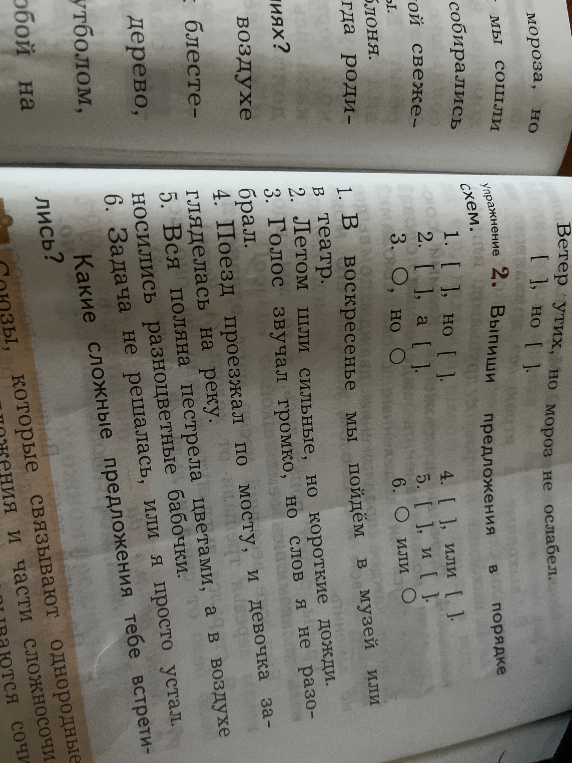 мороза, но
мы сошли
собирались
той свеже-
блоня.
гда роди-
ниях?
воздухе
блесте-
дерево,
утболом,
обой на
Ветер утих, но мороз не ослабел.
[ ], но [ ].
упражнение 2. Выпиши предложения в порядке
схем.
1. [ ], но [ ]. 4. [ ], или [ ].
2. [ ], а [ ]. 5. [ ], и [ ].
3. ○, но ○ 6. ○ или ○
1. В воскресенье мы пойдём в музей или
в театр.
2. Летом шли сильные, но короткие дожди.
3. Голос звучал громко, но слов я не разо-
брал.
4. Поезд проезжал по мосту, и девочка за-
гляделась на реку.
5. Вся поляна пестрела цветами, а в воздухе
носились разноцветные бабочки.
6. Задача не решалась, или я просто устал.
Какие сложные предложения тебе встрети-
лись?
Союзы, которые связывают однородные
и части сложносочи